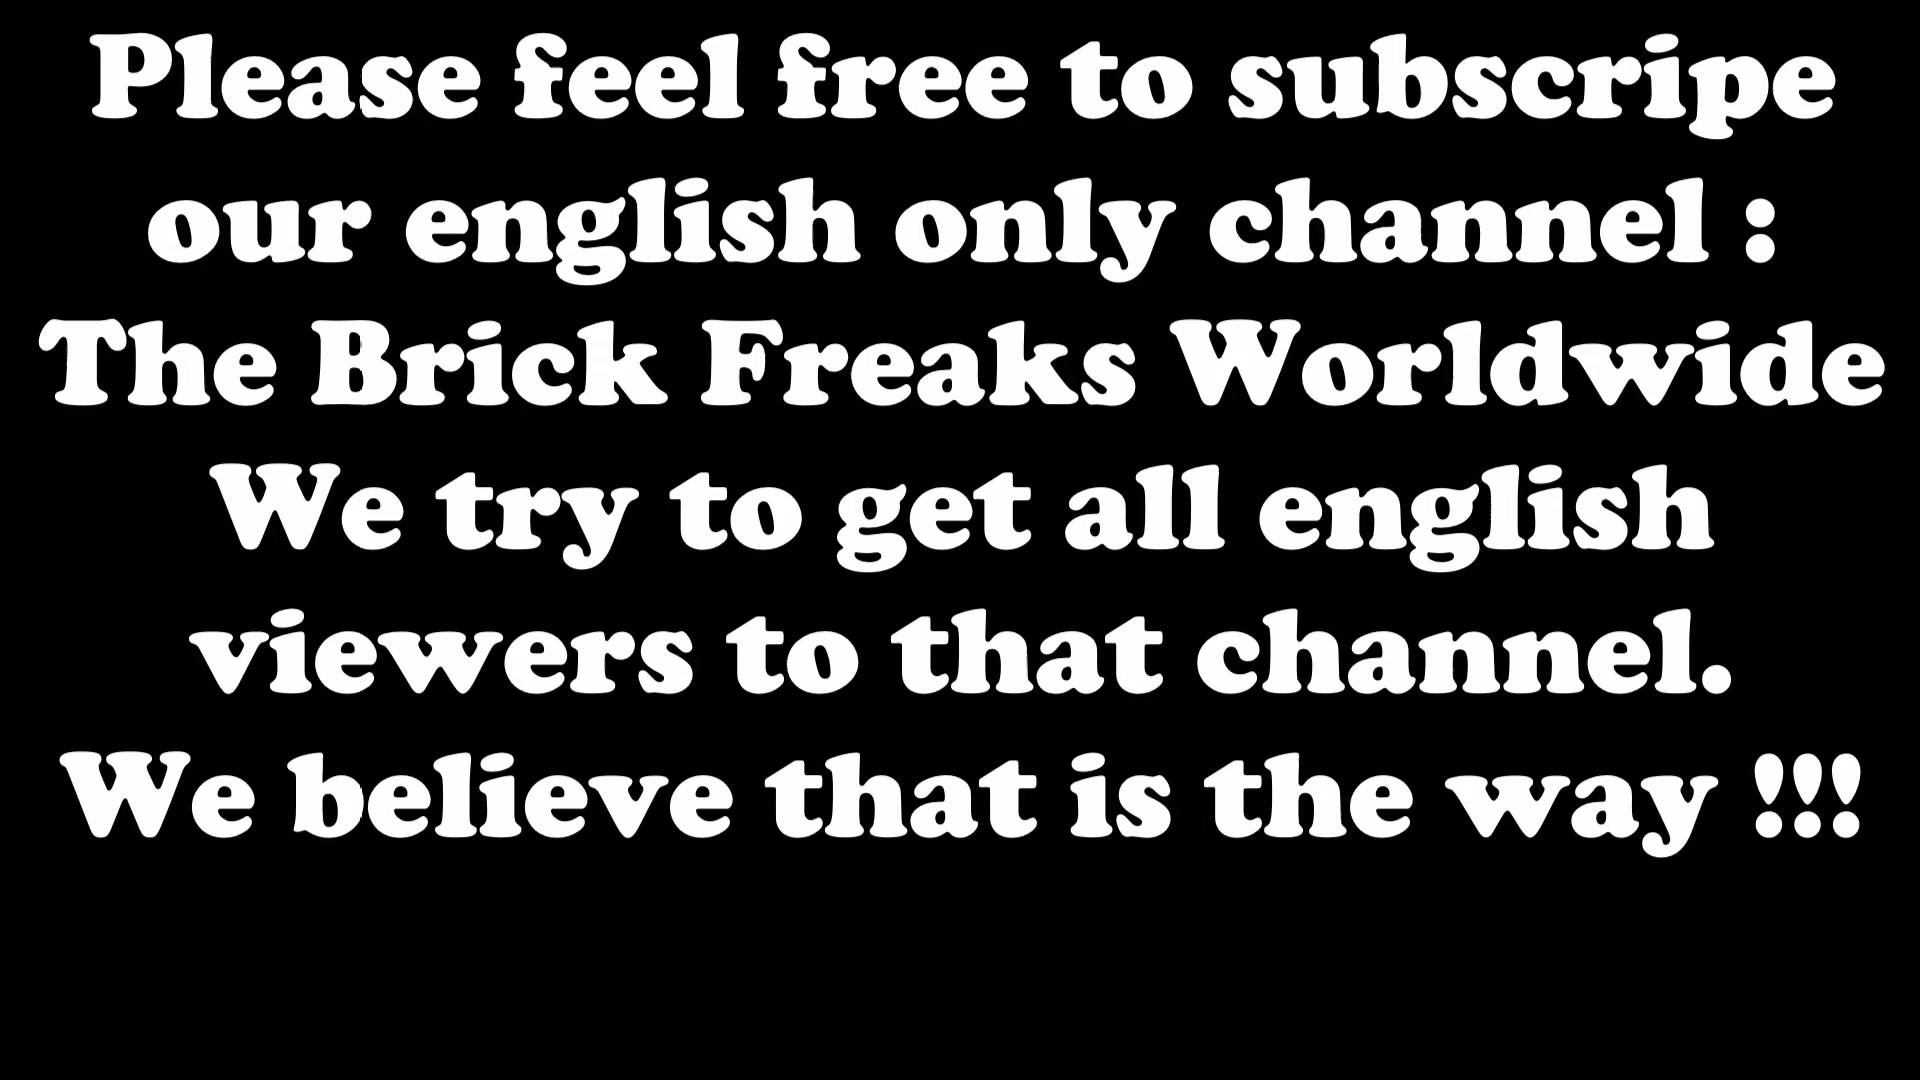 Please feel free to subscripe
our english only channel :
The Brick Freaks Worldwide
We try to get all english
viewers to that channel.
We believe that is the way !!!